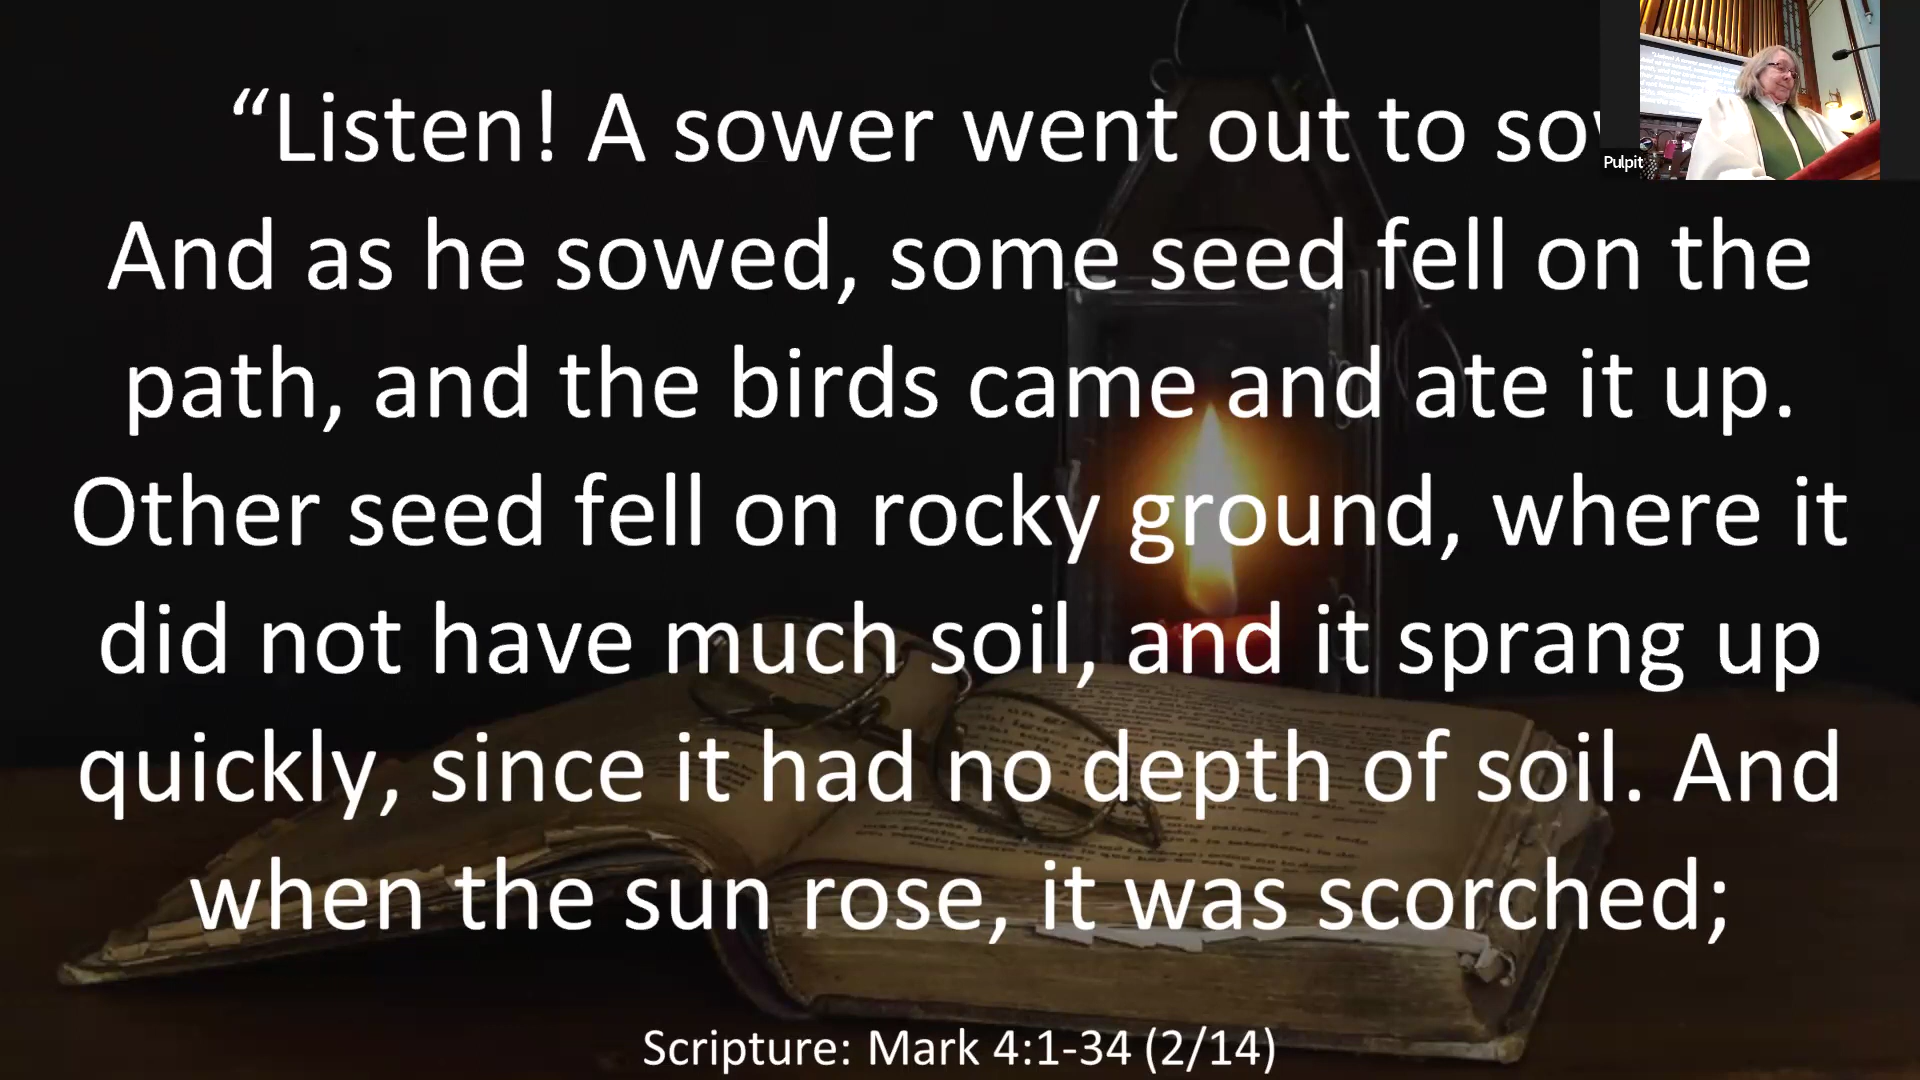 “Listen! A sower went out to
And as he sowed, some seed fell on the
path, and the birds came and ate it up.
Other seed fell on rocky ground, where it
did not have much soil, and it sprang up
quickly, since it had no depth of soil. And
when the sun rose, it was scorched;
Scripture: Mark 4:1-34 (2/14)
Pulpit